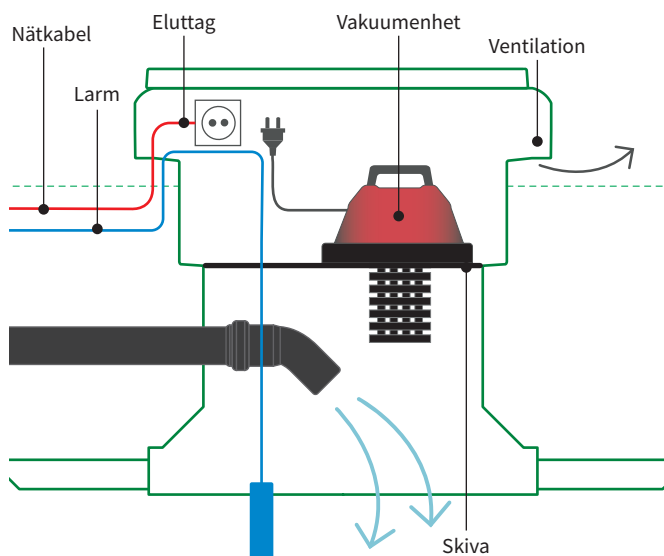 Nätkabel
Eluttag
Vakuumenhet
Ventilation
Larm
Skiva